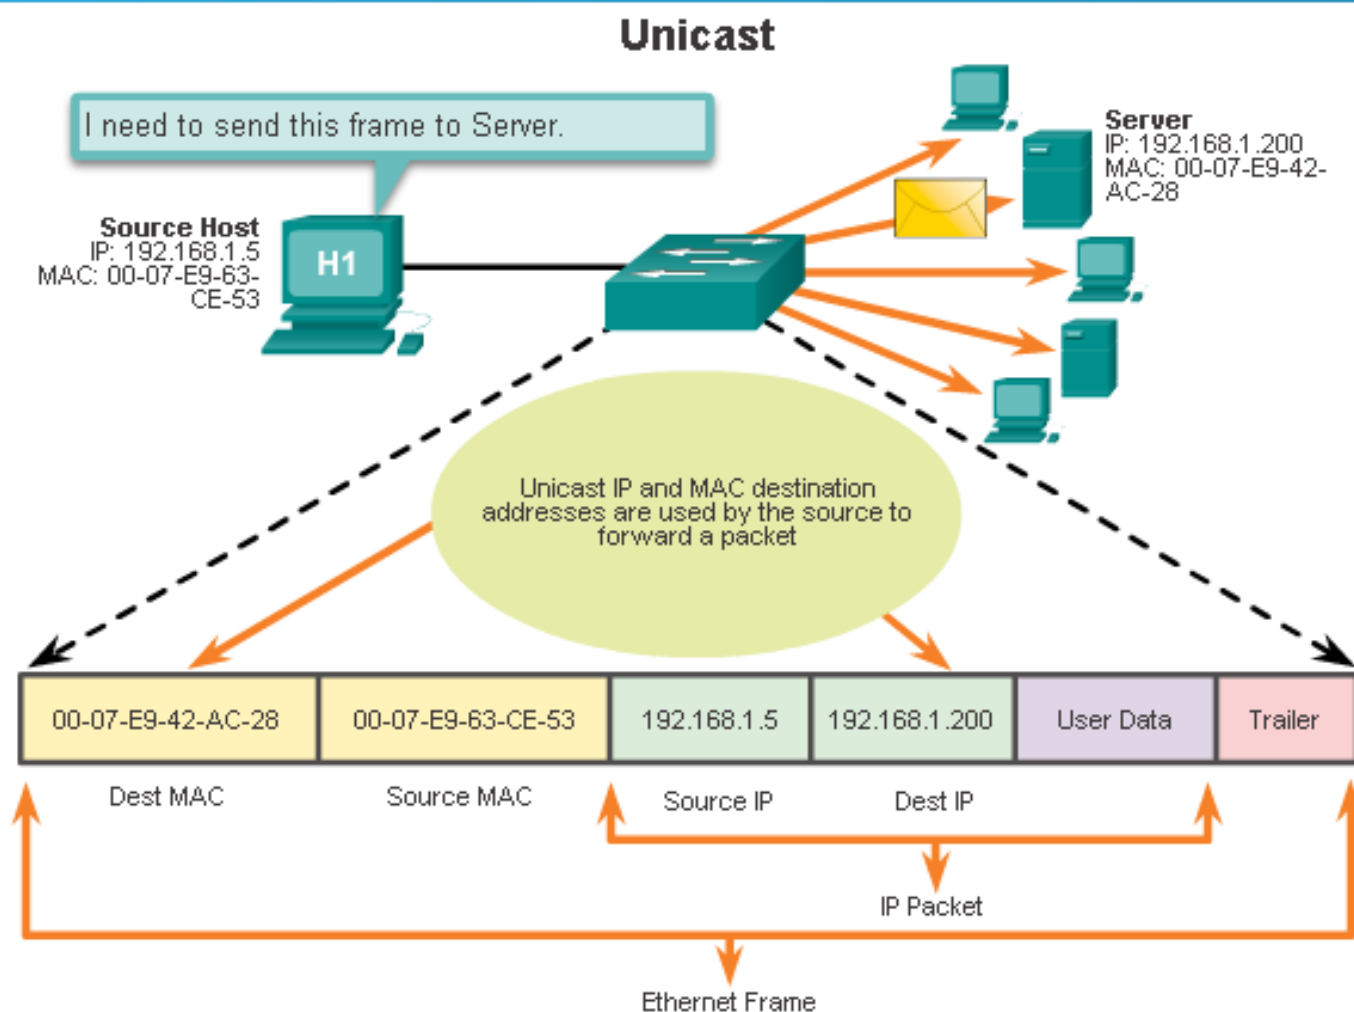 Unicast
I need to send this frame to Server.
Server
IP: 192.168.1.200
MAC: 00-07-E9-42-
AC-28
Source Host
IP: 192.168.1.5
MAC: 00-07-E9-63-
CE-53
H1
Unicast IP and MAC destination
addresses are used by the source to
forward a packet
00-07-E9-42-AC-28
00-07-E9-63-CE-53
192.168.1.5
192.168.1.200
User Data
Trailer
Dest MAC
Source MAC
Source IP
Dest IP
IP Packet
Ethernet Frame